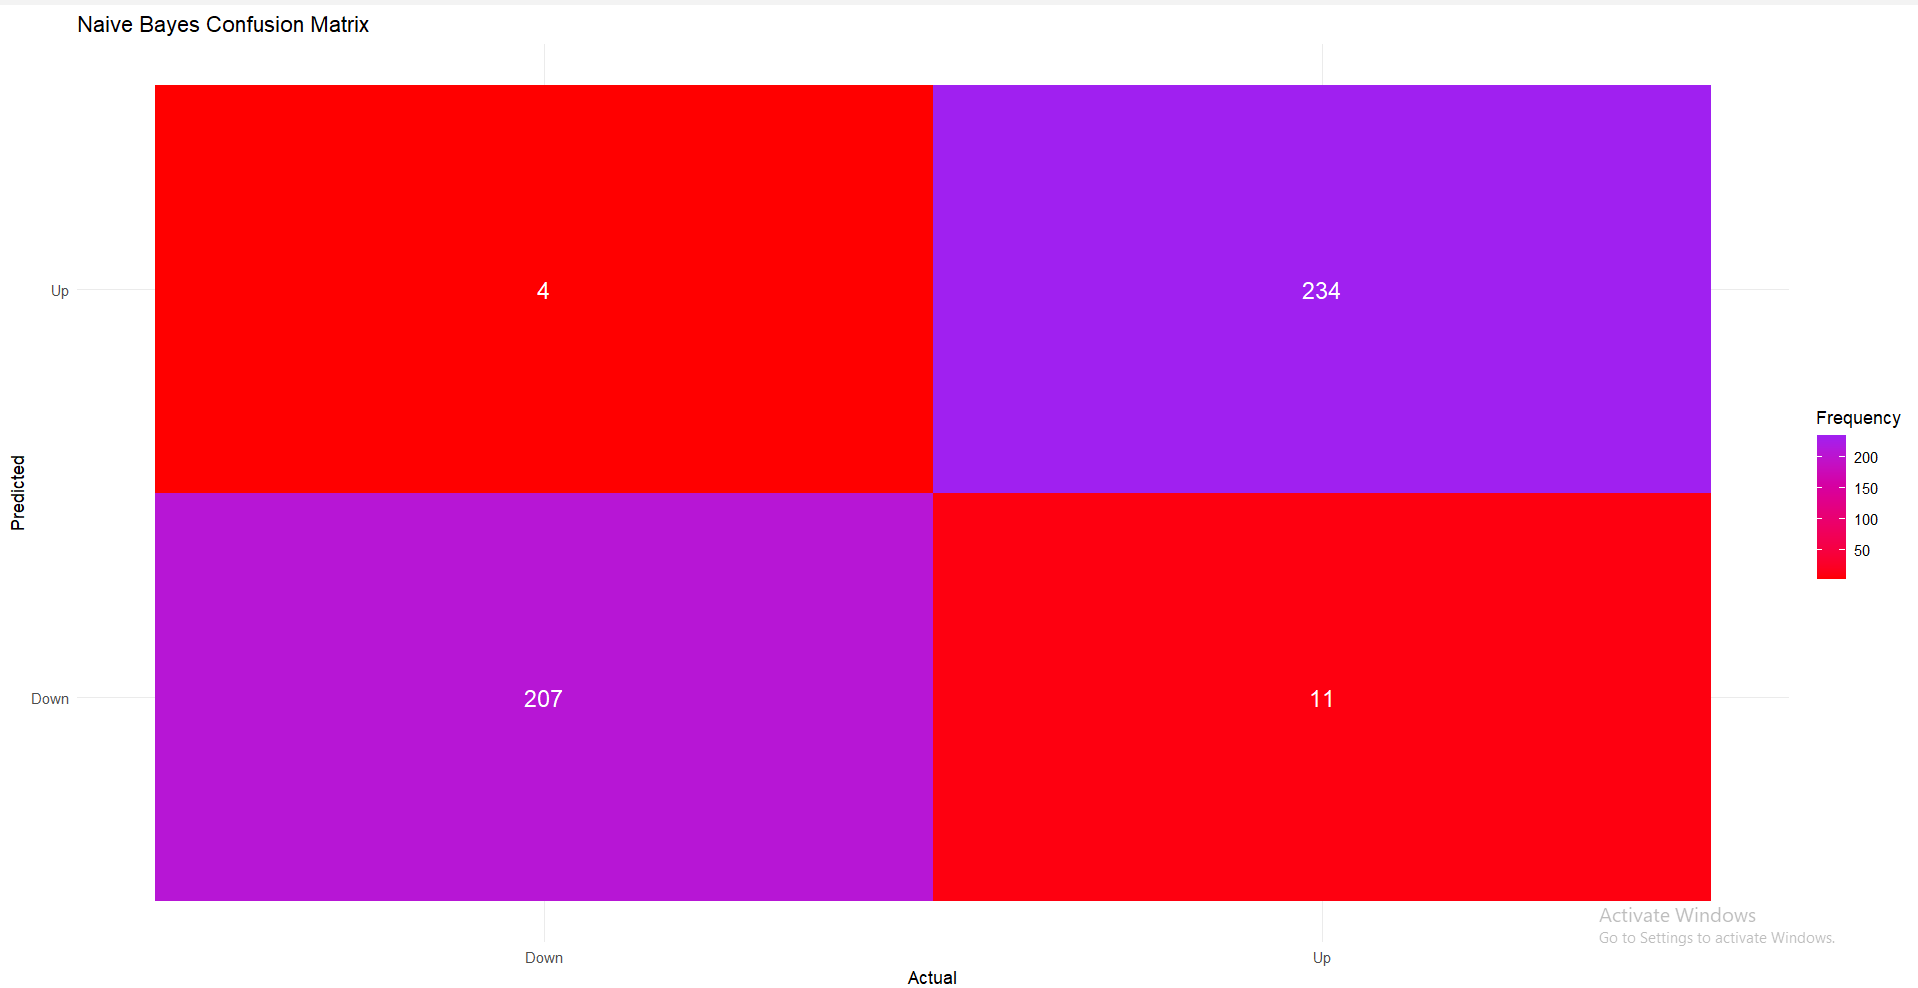 Naive Bayes Confusion Matrix
Up
4
234
Predicted
Frequency
200
150
100
50
Down
207
11
Activate Windows
Go to Settings to activate Windows.
Down
Up
Actual